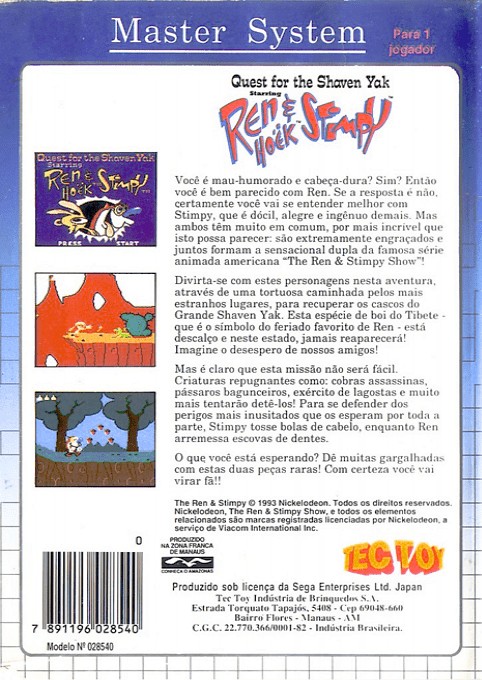 Master System
Para 1
jogador
Quest for the Shaven Yak
Starring
Ren &
Hoëk
Stimpy™
Quest for the Shaven Yak
Starring
Ren &
Hoëk
Stimpy™
PRESS START
Você é mau-humorado e cabeça-dura? Sim? Então
você é bem parecido com Ren. Se a resposta é não,
certamente você vai se entender melhor com
Stimpy, que é dócil, alegre e ingênuo demais. Mas
ambos têm muito em comum, por mais incrível que
isto possa parecer: são extremamente engraçados e
juntos formam a sensacional dupla da famosa série
animada americana "The Ren & Stimpy Show"!
Divirta-se com estes personagens nesta aventura,
através de uma tortuosa caminhada pelos mais
estranhos lugares, para recuperar os cascos do
Grande Shaven Yak. Esta espécie de boi do Tibete -
que é o símbolo do feriado favorito de Ren - está
descalço e neste estado, jamais reaparecerá!
Imagine o desespero de nossos amigos!
Mas é claro que esta missão não será fácil.
Criaturas repugnantes como: cobras assassinas,
pássaros bagunceiros, exército de lagostas e muito
mais tentarão detê-los! Para se defender dos
perigos mais inusitados que os esperam por toda a
parte, Stimpy tosse bolas de cabelo, enquanto Ren
arremessa escovas de dentes.
O que você está esperando? Dê muitas gargalhadas
com estas duas peças raras! Com certeza você vai
virar fã!!
The Ren & Stimpy © 1993 Nickelodeon. Todos os direitos reservados.
Nickelodeon, The Ren & Stimpy Show, e todos os elementos
relacionados são marcas registradas licenciadas por Nickelodeon, a
serviço de Viacom International Inc.
0
PRODUZIDO
NA ZONA FRANCA
DE MANAUS
CONHEÇA O AMAZONAS
TEC TOY
Produzido sob licença da Sega Enterprises Ltd. Japan
Tec Toy Indústria de Brinquedos S.A.
Estrada Torquato Tapajós, 5408 - Cep 69048-660
Bairro Flores - Manaus - AM
C.G.C. 22.770.366/0001-82 - Indústria Brasileira.
7 891196 028540
Modelo Nº 028540